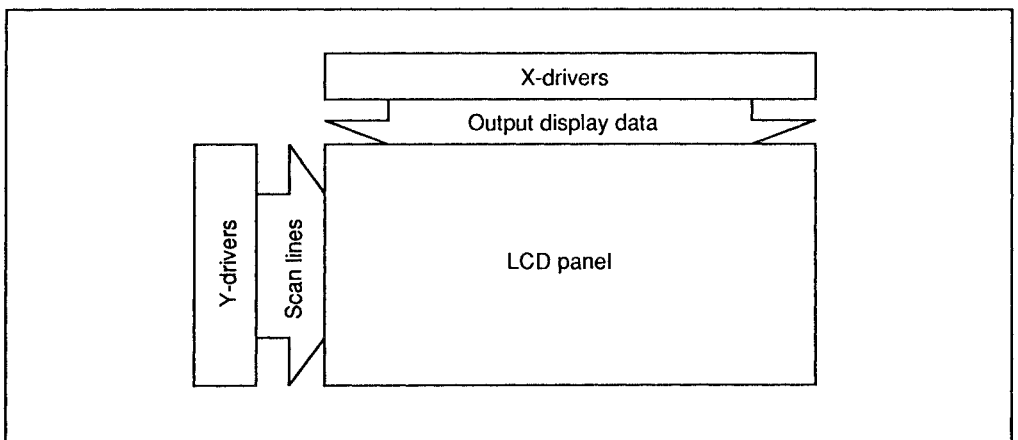 X-drivers
Output display data
Y-drivers
Scan lines
LCD panel